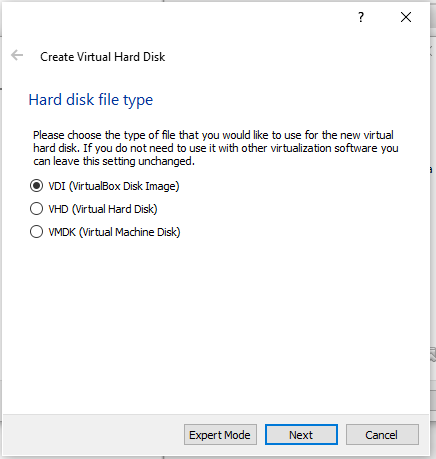 ?
Create Virtual Hard Disk
Hard disk file type
Please choose the type of file that you would like to use for the new virtual
hard disk. If you do not need to use it with other virtualization software you
can leave this setting unchanged.
VDI (VirtualBox Disk Image)
VHD (Virtual Hard Disk)
VMDK (Virtual Machine Disk)
Expert Mode Next Cancel